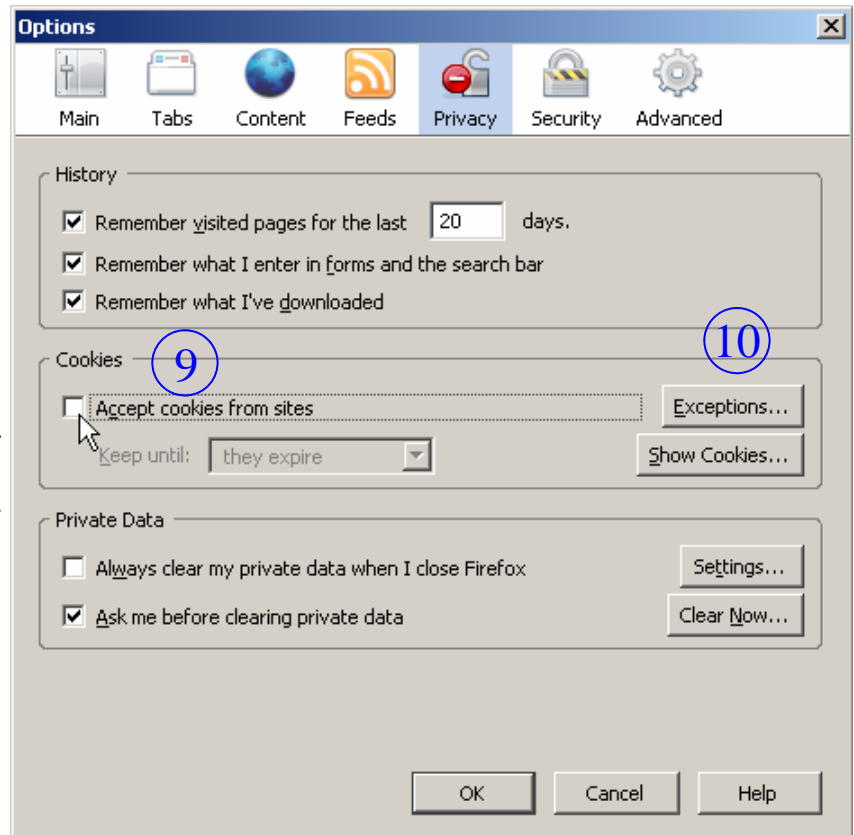 Options
Main Tabs Content Feeds Privacy Security Advanced
History
Remember visited pages for the last 20 days.
Remember what I enter in forms and the search bar
Remember what I've downloaded
10
Cookies 9
Accept cookies from sites Exceptions...
Keep until: they expire Show Cookies...
Private Data
Always clear my private data when I close Firefox Settings...
Ask me before clearing private data Clear Now...
OK Cancel Help